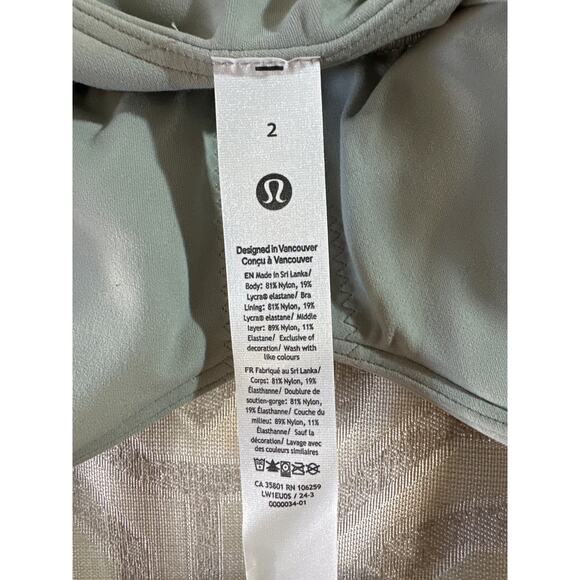 2
Designed in Vancouver
Conçu à Vancouver
EN Made in Sri Lanka/
Body: 81% Nylon, 19%
Lycra® elastane/ Bra
Lining: 81% Nylon, 19%
Lycra® elastane/ Middle
layer: 89% Nylon, 11%
Elastane/ Exclusive of
decoration/ Wash with
like colours
FR Fabriqué au Sri Lanka/
Corps: 81% Nylon, 19%
Élasthanne/ Doublure de
soutien-gorge: 81% Nylon,
19% Élasthanne/ Couche du
milieu: 89% Nylon, 11%
Élasthanne/ Sauf la
décoration/ Lavage avec
des couleurs similaires
CA 35801 RN 106259
LW1EU0S / 24-3
G000034-01